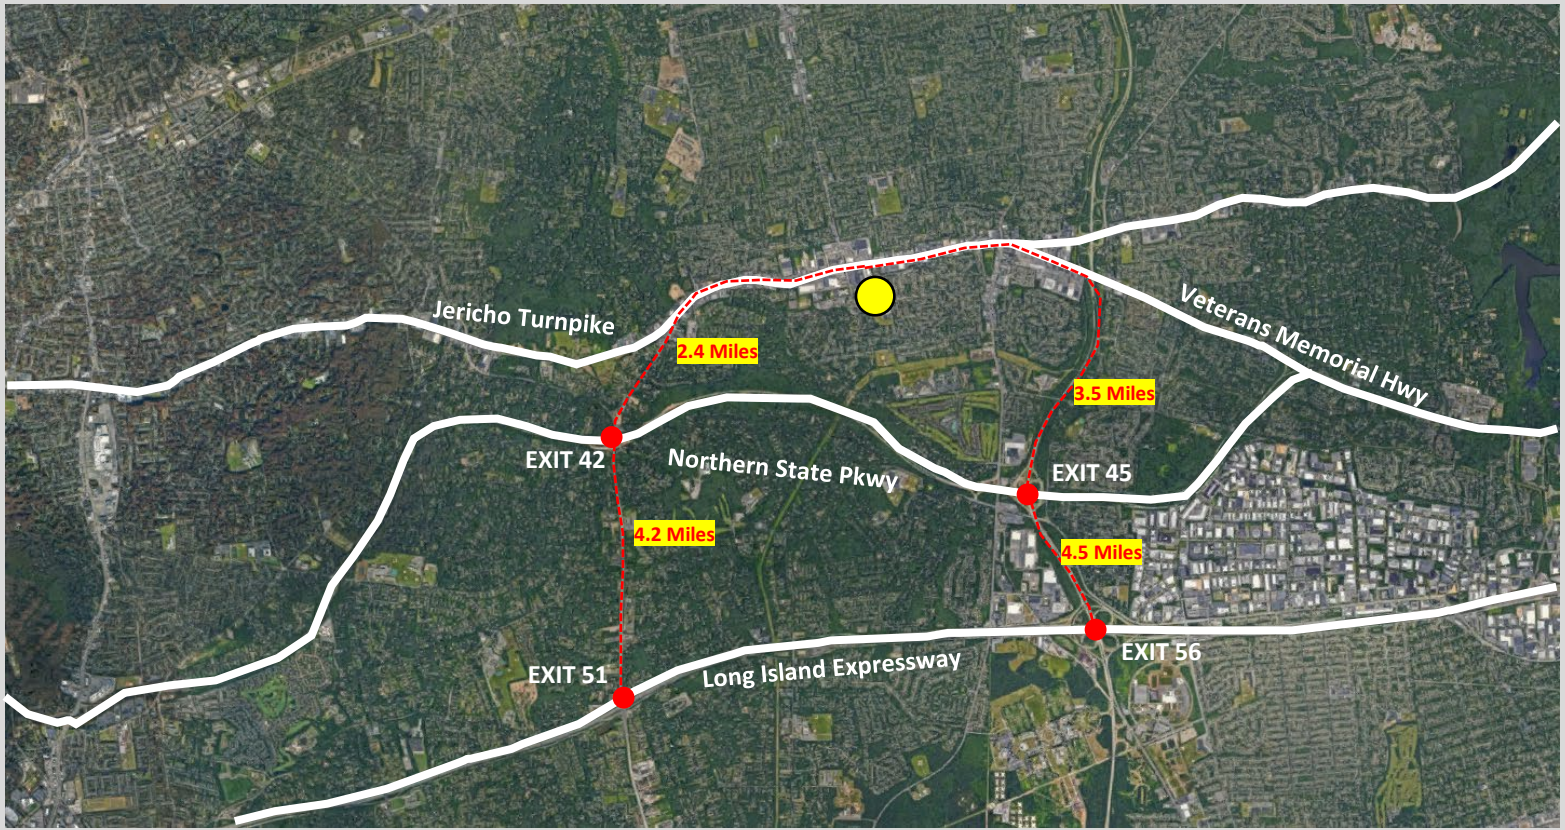 Jericho Turnpike
Veterans Memorial Hwy
2.4 Miles
3.5 Miles
EXIT 42
Northern State Pkwy
EXIT 45
4.2 Miles
4.5 Miles
EXIT 51
Long Island Expressway
EXIT 56